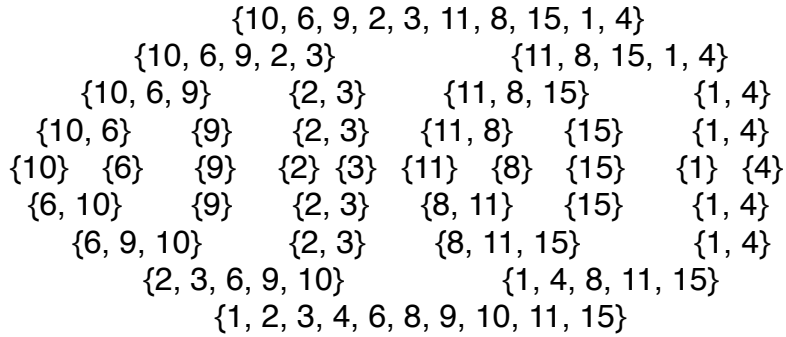 {10, 6, 9, 2, 3, 11, 8, 15, 1, 4}
{10, 6, 9, 2, 3} {11, 8, 15, 1, 4}
{10, 6, 9} {2, 3} {11, 8, 15} {1, 4}
{10, 6} {9} {2, 3} {11, 8} {15} {1, 4}
{10} {6} {9} {2} {3} {11} {8} {15} {1} {4}
{6, 10} {9} {2, 3} {8, 11} {15} {1, 4}
{6, 9, 10} {2, 3} {8, 11, 15} {1, 4}
{2, 3, 6, 9, 10} {1, 4, 8, 11, 15}
{1, 2, 3, 4, 6, 8, 9, 10, 11, 15}